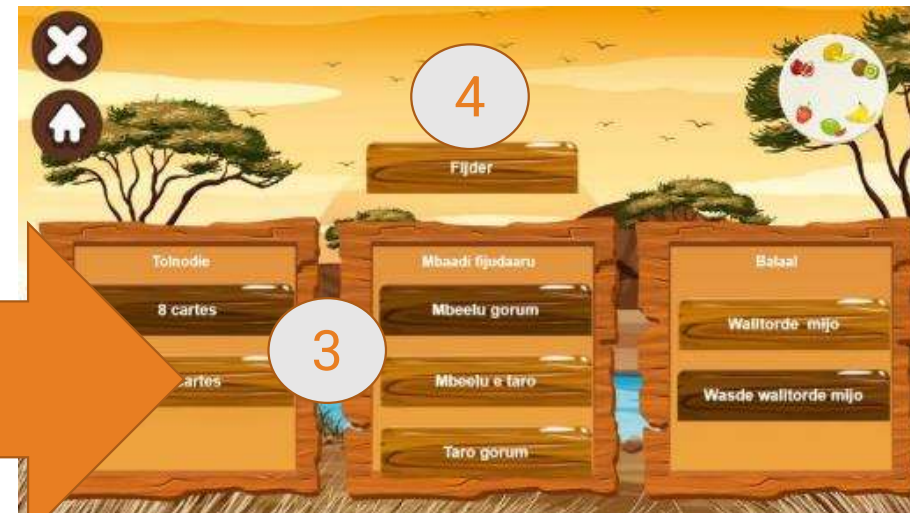 4
Fijder
Tolnodie
8 cartes
artes
3
Mbaadi fijudaaru
Mbeelu gorum
Mbeelu e taro
Taro gorum
Balaal
Walltorde mijo
Wasde walltorde mijo